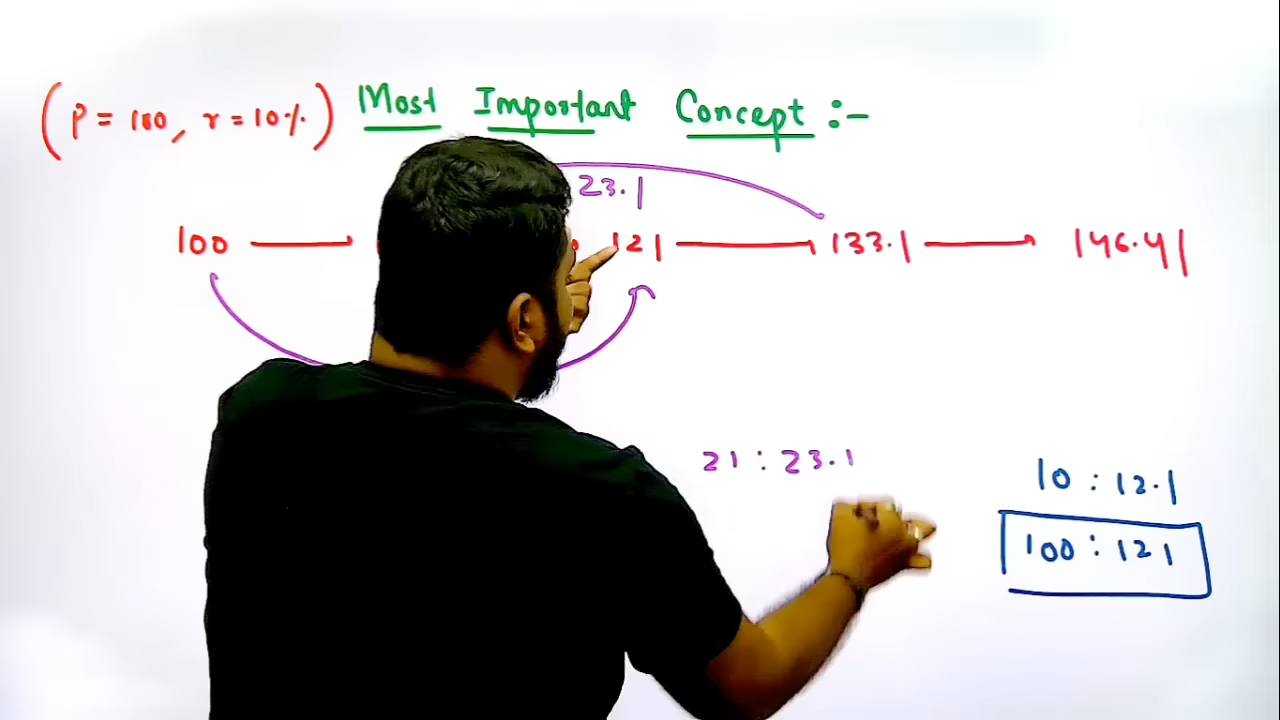 (P = 100, r = 10%) Most Important Concept :-
23.1
100 121 133.1 146.41
21 : 23.1
10 : 12.1
100 : 121